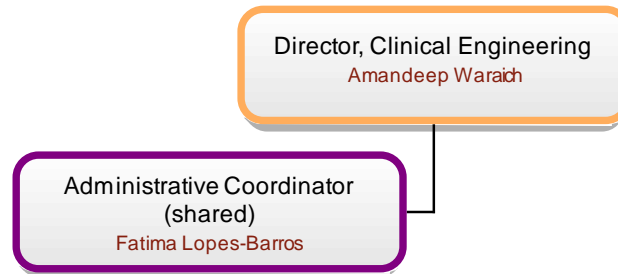 Director, Clinical Engineering
Amandeep Waraich
Administrative Coordinator
(shared)
Fatima Lopes-Barros